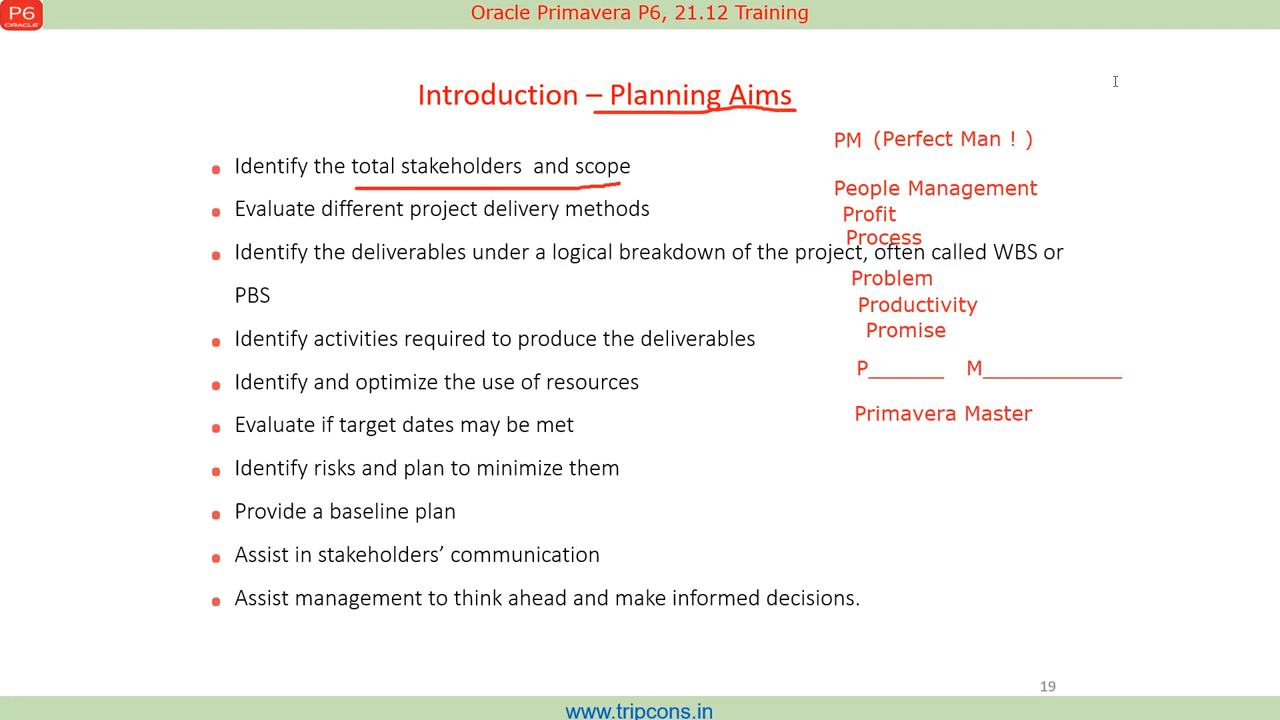 P6
ORACLE
Oracle Primavera P6, 21.12 Training
Introduction – Planning Aims
PM (Perfect Man ! )
• Identify the total stakeholders and scope
People Management
• Evaluate different project delivery methods
Profit
Process
• Identify the deliverables under a logical breakdown of the project, often called WBS or
PBS
Problem
Productivity
Promise
• Identify activities required to produce the deliverables
P_______ M_____________
• Identify and optimize the use of resources
Primavera Master
• Evaluate if target dates may be met
• Identify risks and plan to minimize them
• Provide a baseline plan
• Assist in stakeholders’ communication
• Assist management to think ahead and make informed decisions.
19
www.tripcons.in